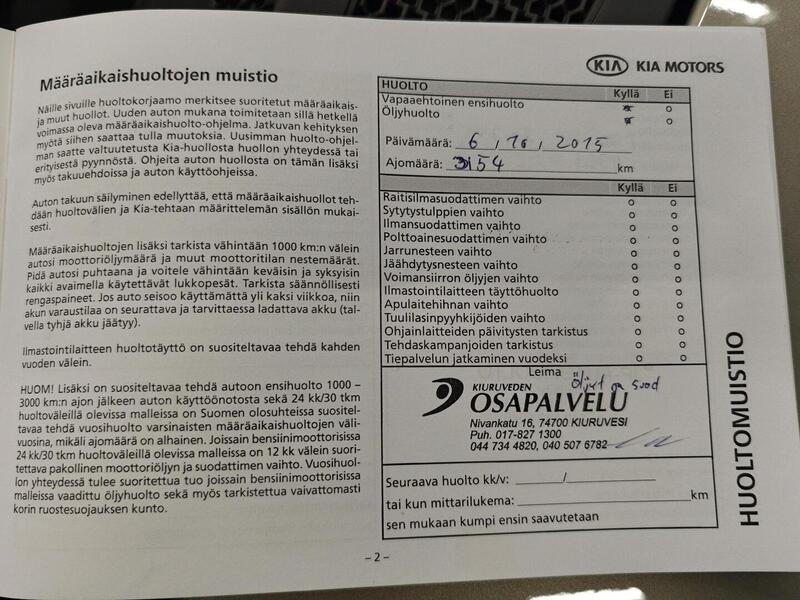 Määräaikaishuoltojen muistio
Näille sivuille huoltokorjaamo merkitsee suoritetut määräaikais-
ja muut huollot. Uuden auton mukana toimitetaan sillä hetkellä
voimassa oleva määräaikaishuolto-ohjelma. Jatkuvan kehityksen
myötä siihen saattaa tulla muutoksia. Uusimman huolto-ohjel-
man saatte valtuutetusta Kia-huollosta huollon yhteydessä tai
erityisestä pyynnöstä. Ohjeita auton huollosta on tämän lisäksi
myös takuuehdoissa ja auton käyttöohjeissa.
Auton takuun säilyminen edellyttää, että määräaikaishuollot teh-
dään huoltovälien ja Kia-tehtaan määrittelemän sisällön mukai-
sesti.
Määräaikaishuoltojen lisäksi tarkista vähintään 1000 km:n välein
autosi moottoriöljymäärä ja muut moottoritilan nestemäärät.
Pidä autosi puhtaana ja voitele vähintään keväisin ja syksyisin
kaikki avaimella käytettävät lukkopesät. Tarkista säännöllisesti
rengaspaineet. Jos auto seisoo käyttämättä yli kaksi viikkoa, niin
akun varaustilaa on seurattava ja tarvittaessa ladattava akku (tal-
vella tyhjä akku jäätyy).
Ilmastointilaitteen huoltotyttö on suositeltavaa tehdä kahden
vuoden välein.
HUOM! Lisäksi on suositeltavaa tehdä autoon ensihuolto 1000 –
3000 km:n ajon jälkeen auton käyttöönotosta sekä 24 kk/30 tkm
huoltoväleillä olevissa malleissa on Suomen olosuhteissa suositel-
tavaa tehdä vuosihuolto varsinaisten määräaikaishuoltojen väli-
vuosina, mikäli ajomäärä on alhainen. Joissain bensiinimoottorisissa
24 kk/30 tkm huoltoväleillä olevissa malleissa on 12 kk välein suori-
tettava pakollinen moottoriöljyn ja suodattimen vaihto. Vuosihuol-
lon yhteydessä tulee suoritettua tuo joissain bensiinimoottorisissa
malleissa vaadittu öljyhuolto sekä myös tarkistettua vaivattomasti
korin ruostesuojauksen kunto.
KIA KIA MOTORS
HUOLTO Kyllä Ei
Vapaaehtoinen ensihuolto
Öljyhuolto
Päivämäärä: 6, 10, 2015
Ajomäärä: 3154 km
Kyllä Ei
Raitisilmasuodattimen vaihto
Sytytystulppien vaihto
Ilmansuodattimen vaihto
Polttoainesuodattimen vaihto
Jarrunesteen vaihto
Jäähdytysnesteen vaihto
Voimansiirron öljyjen vaihto
Ilmastointilaitteen täyttöhuolto
Apulaitehihnan vaihto
Tuulilasinpyyhkijöiden vaihto
Ohjainlaitteiden päivitysten tarkistus
Tehdaskampanjoiden tarkistus
Tiepalvelun jatkaminen vuodeksi
Leima
Öljyt ja suod
KIURUVEDEN
OSAPALVELU
Nivankatu 16, 74700 KIURUVESI
Puh. 017-827 1300
044 734 4820, 040 507 6782
Seuraava huolto kk/v: /
tai kun mittarilukema: km
sen mukaan kumpi ensin saavutetaan
HUOLTOMUISTIO
– 2 –